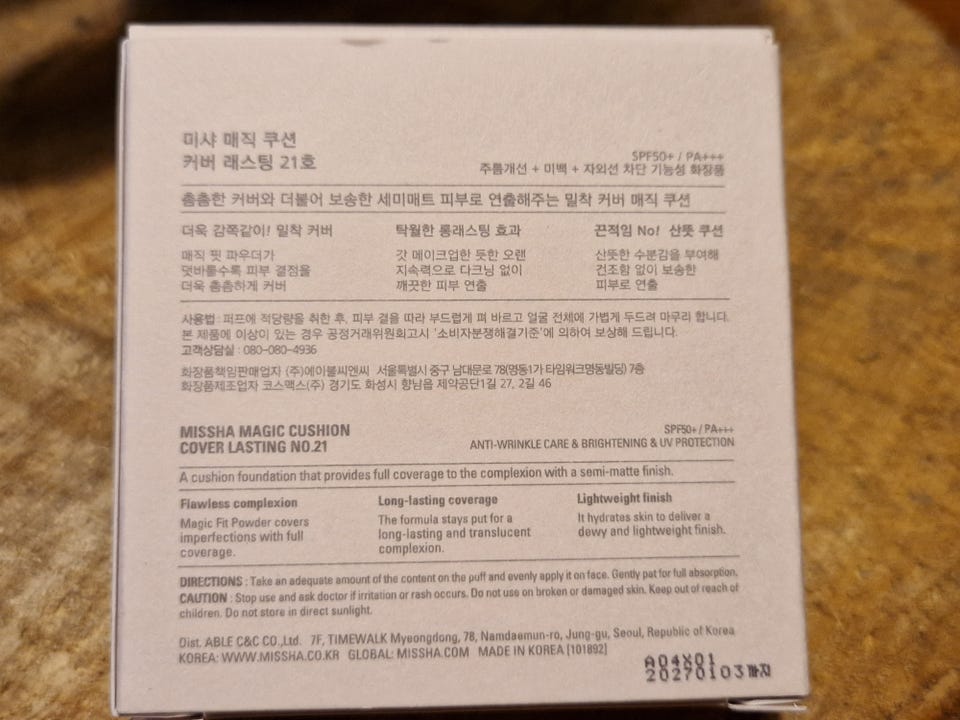 미샤 매직 쿠션
커버 래스팅 21호
SPF50+ / PA+++
주름개선 + 미백 + 자외선 차단 기능성 화장품
촘촘한 커버와 더불어 보송한 세미매트 피부로 연출해주는 밀착 커버 매직 쿠션
더욱 감쪽같이! 밀착 커버
매직 핏 파우더가
덧바를수록 피부 결점을
더욱 촘촘하게 커버
탁월한 롱래스팅 효과
갓 메이크업한 듯한 오랜
지속력으로 다크닝 없이
깨끗한 피부 연출
끈적임 No! 산뜻 쿠션
산뜻한 수분감을 부여해
건조함 없이 보송한
피부로 연출
사용법 : 퍼프에 적당량을 취한 후, 피부 결을 따라 부드럽게 펴 바르고 얼굴 전체에 가볍게 두드려 마무리 합니다.
본 제품에 이상이 있는 경우 공정거래위원회고시 '소비자분쟁해결기준'에 의하여 보상해 드립니다.
고객상담실 : 080-080-4936
화장품책임판매업자 (주)에이블씨엔씨 서울특별시 중구 남대문로 78(명동1가 타임워크명동빌딩) 7층
화장품제조업자 코스맥스(주) 경기도 화성시 향남읍 제약공단1길 27, 2길 46
MISSHA MAGIC CUSHION
COVER LASTING NO.21
SPF50+ / PA+++
ANTI-WRINKLE CARE & BRIGHTENING & UV PROTECTION
A cushion foundation that provides full coverage to the complexion with a semi-matte finish.
Flawless complexion
Magic Fit Powder covers
imperfections with full
coverage.
Long-lasting coverage
The formula stays put for a
long-lasting and translucent
complexion.
Lightweight finish
It hydrates skin to deliver a
dewy and lightweight finish.
DIRECTIONS : Take an adequate amount of the content on the puff and evenly apply it on face. Gently pat for full absorption.
CAUTION : Stop use and ask doctor if irritation or rash occurs. Do not use on broken or damaged skin. Keep out of reach of
children. Do not store in direct sunlight.
Dist. ABLE C&C CO.,Ltd. 7F, TIMEWALK Myeongdong, 78, Namdaemun-ro, Jung-gu, Seoul, Republic of Korea
KOREA: WWW.MISSHA.CO.KR GLOBAL: MISSHA.COM MADE IN KOREA [101892]
A04X01
20270103까지